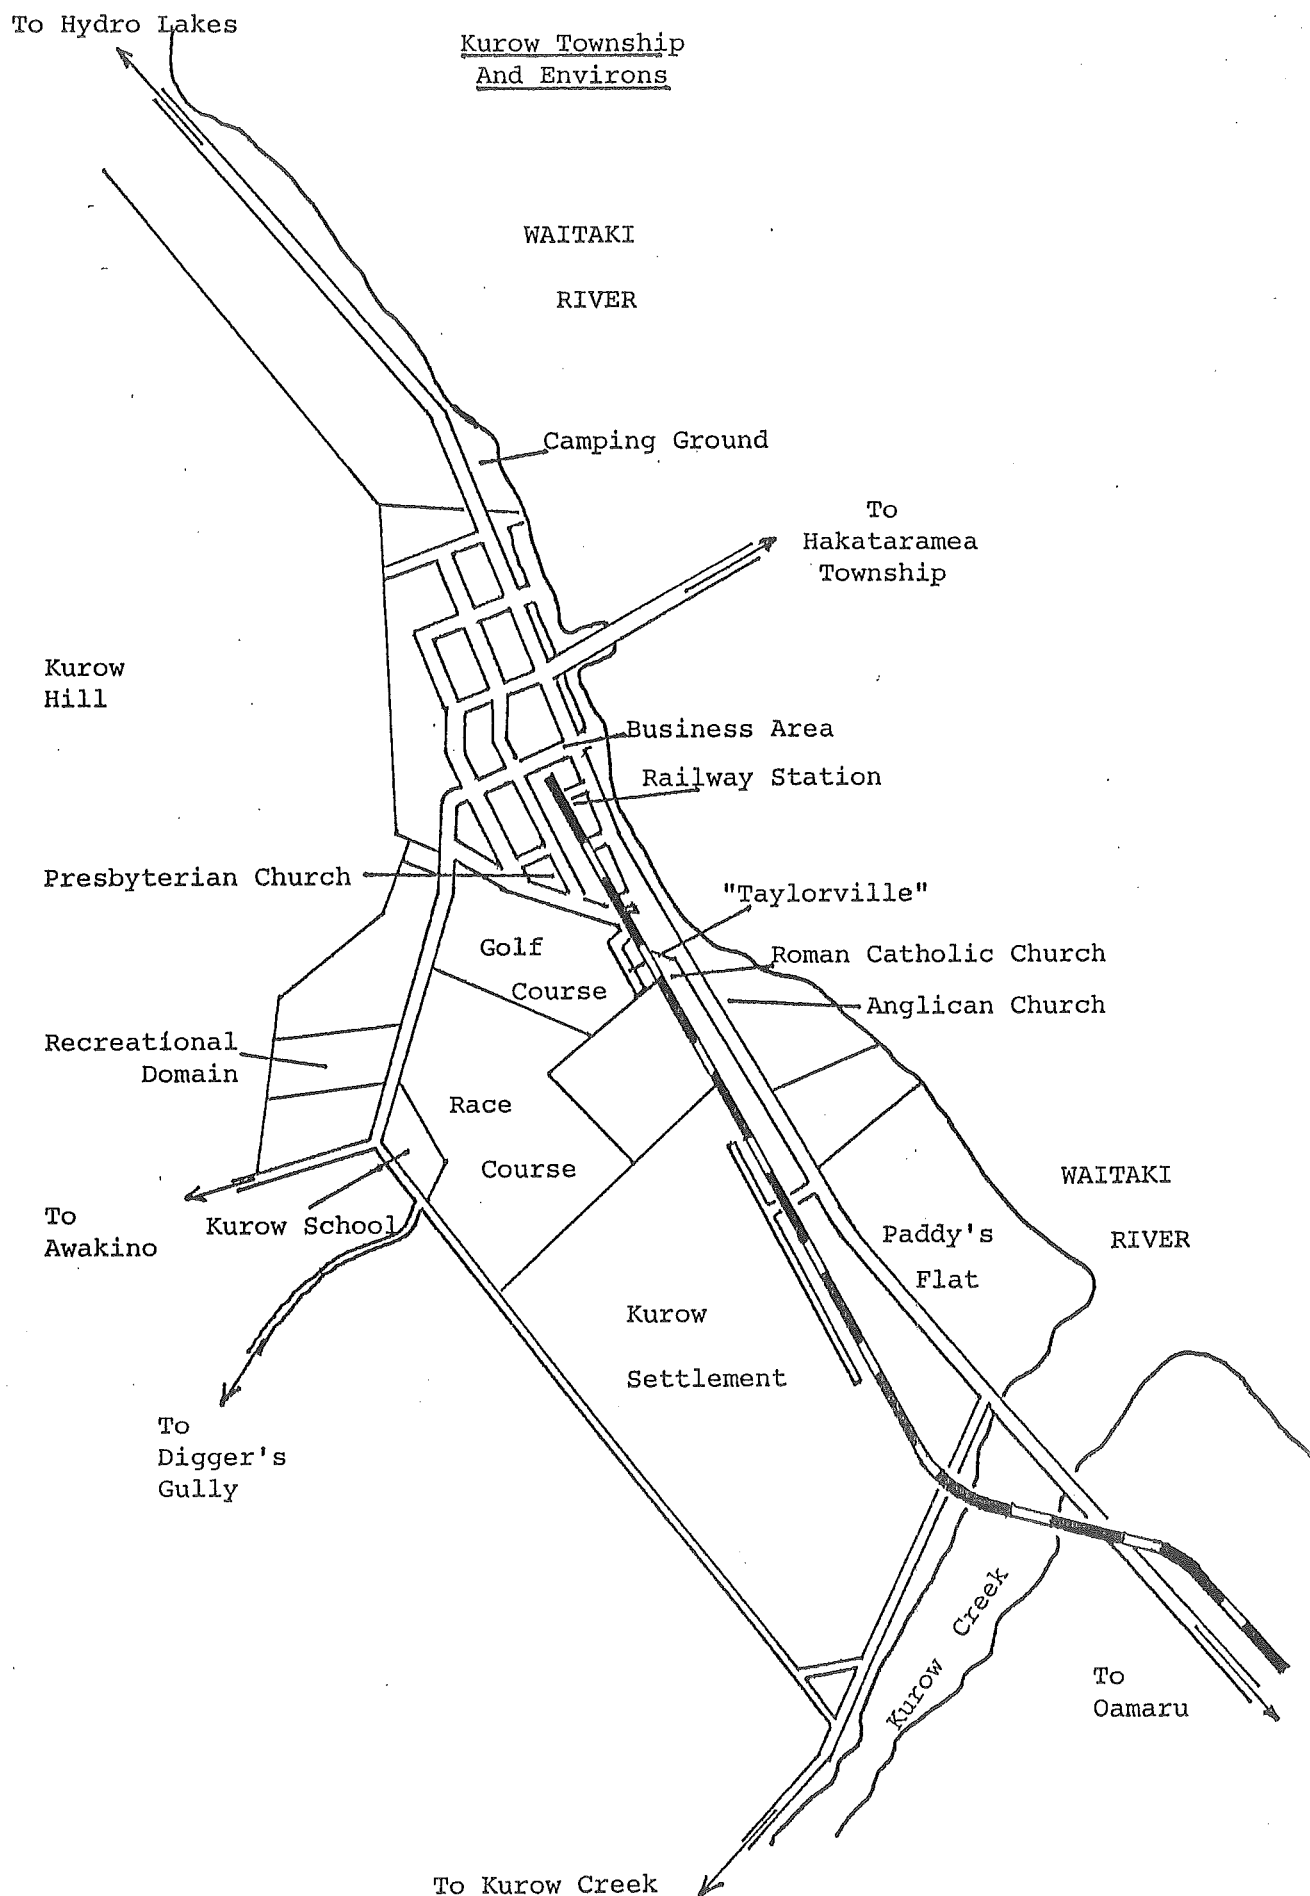 To Hydro Lakes
Kurow Township
And Environs
WAITAKI
RIVER
Camping Ground
To
Hakataramea
Township
Kurow
Hill
Business Area
Railway Station
Presbyterian Church
"Taylorville"
Golf
Course
Roman Catholic Church
Anglican Church
Recreational
Domain
Race
Course
WAITAKI
RIVER
To
Awakino
Kurow School
Paddy's
Flat
Kurow
Settlement
To
Digger's
Gully
Kurow Creek
To
Oamaru
To Kurow Creek